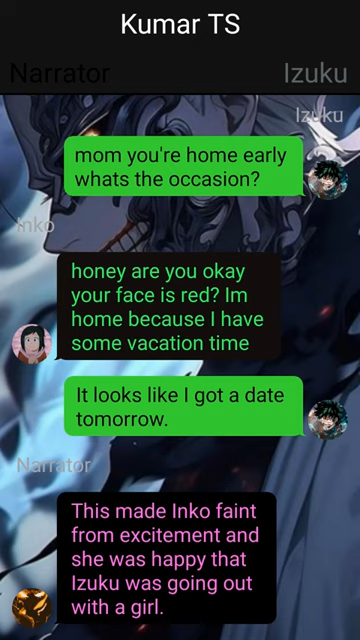 Kumar TS
Narrator
Izuku
Izuku
mom you're home early
whats the occasion?
Inko
honey are you okay
your face is red? Im
home because I have
some vacation time
It looks like I got a date
tomorrow.
Narrator
This made Inko faint
from excitement and
she was happy that
Izuku was going out
with a girl.